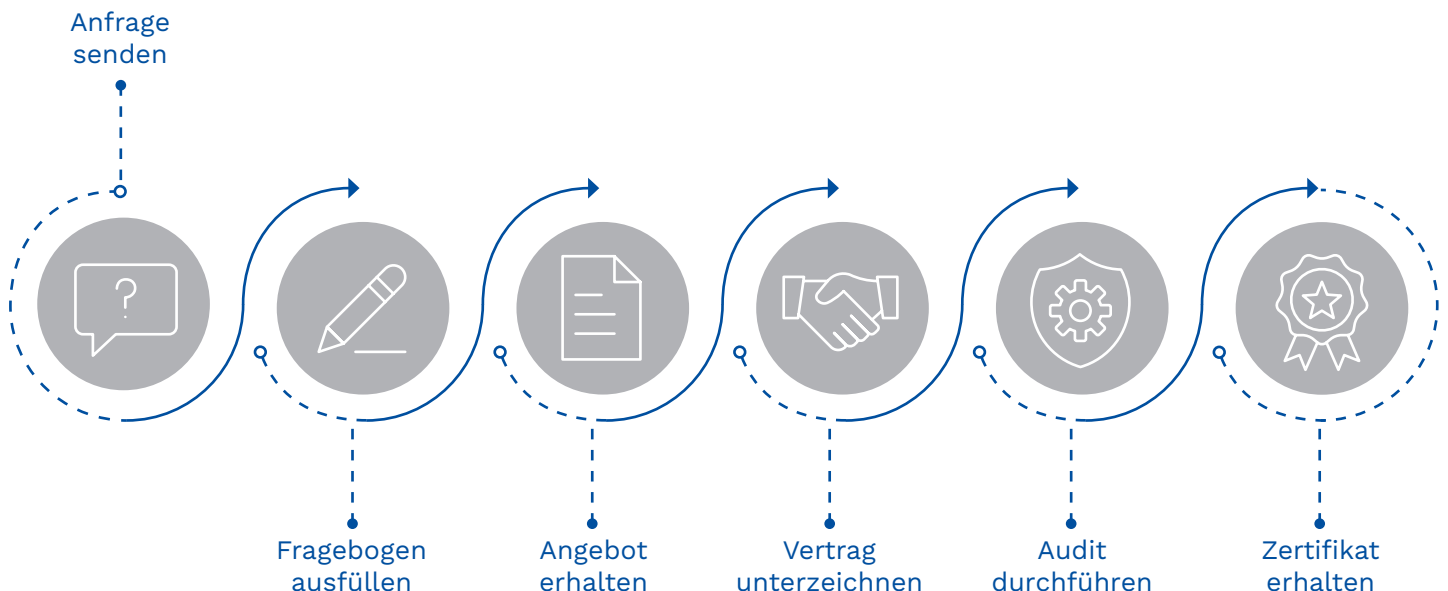 Anfrage
senden
Fragebogen
ausfüllen
Angebot
erhalten
Vertrag
unterzeichnen
Audit
durchführen
Zertifikat
erhalten